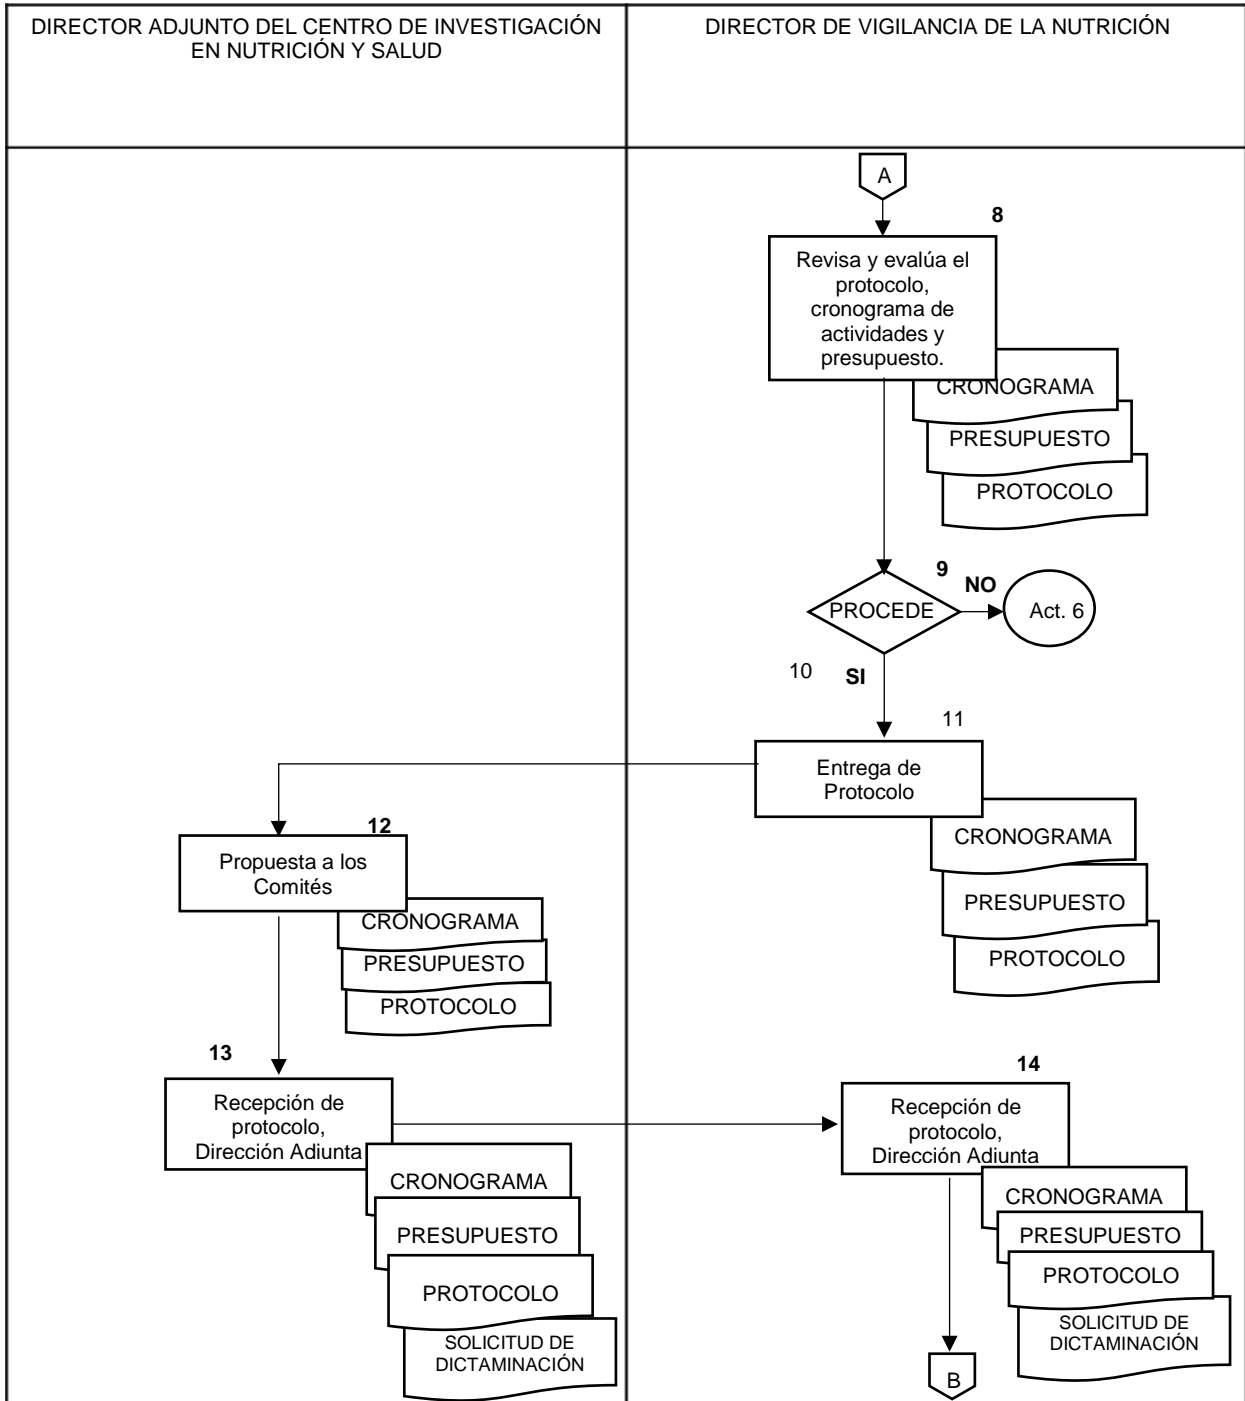 DIRECTOR ADJUNTO DEL CENTRO DE INVESTIGACIÓN
EN NUTRICIÓN Y SALUD
DIRECTOR DE VIGILANCIA DE LA NUTRICIÓN
A
8
Revisa y evalúa el
protocolo,
cronograma de
actividades y
presupuesto.
CRONOGRAMA
PRESUPUESTO
PROTOCOLO
9
PROCEDE
NO
Act. 6
10
SI
11
Entrega de
Protocolo
CRONOGRAMA
PRESUPUESTO
PROTOCOLO
12
Propuesta a los
Comités
CRONOGRAMA
PRESUPUESTO
PROTOCOLO
13
Recepción de
protocolo,
Dirección Adiunta
CRONOGRAMA
PRESUPUESTO
PROTOCOLO
SOLICITUD DE
DICTAMINACIÓN
14
Recepción de
protocolo,
Dirección Adiunta
CRONOGRAMA
PRESUPUESTO
PROTOCOLO
SOLICITUD DE
DICTAMINACIÓN
B